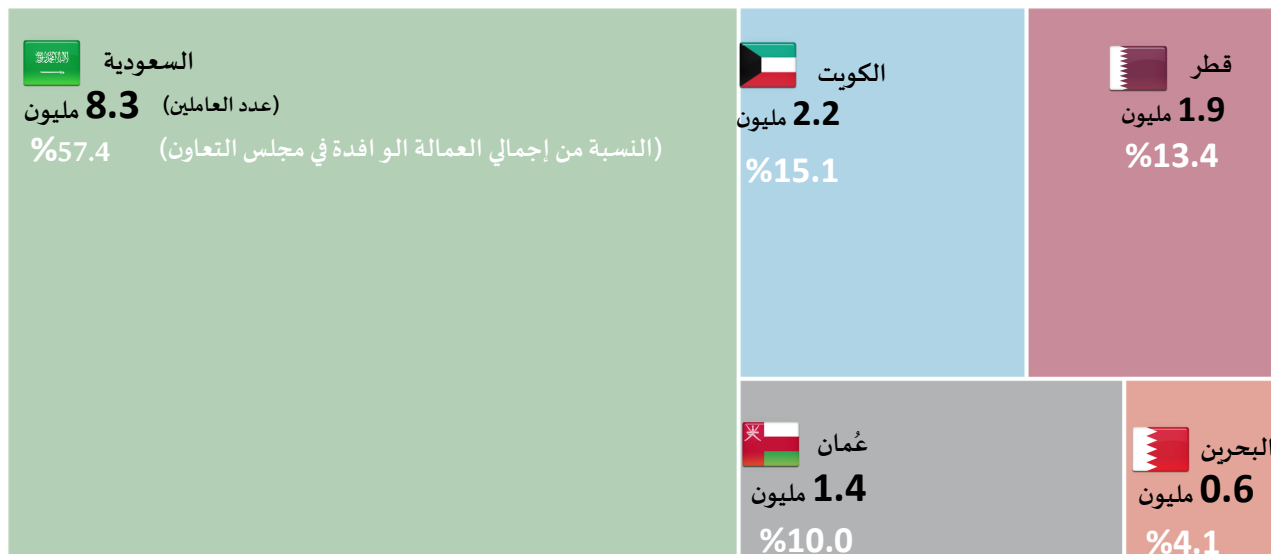 السعودية
8.3 مليون (عدد العاملين)
%57.4 (النسبة من إجمالي العمالة الوافدة في مجلس التعاون)
الكويت
2.2 مليون
%15.1
قطر
1.9 مليون
%13.4
عُمان
1.4 مليون
%10.0
البحرين
0.6 مليون
%4.1